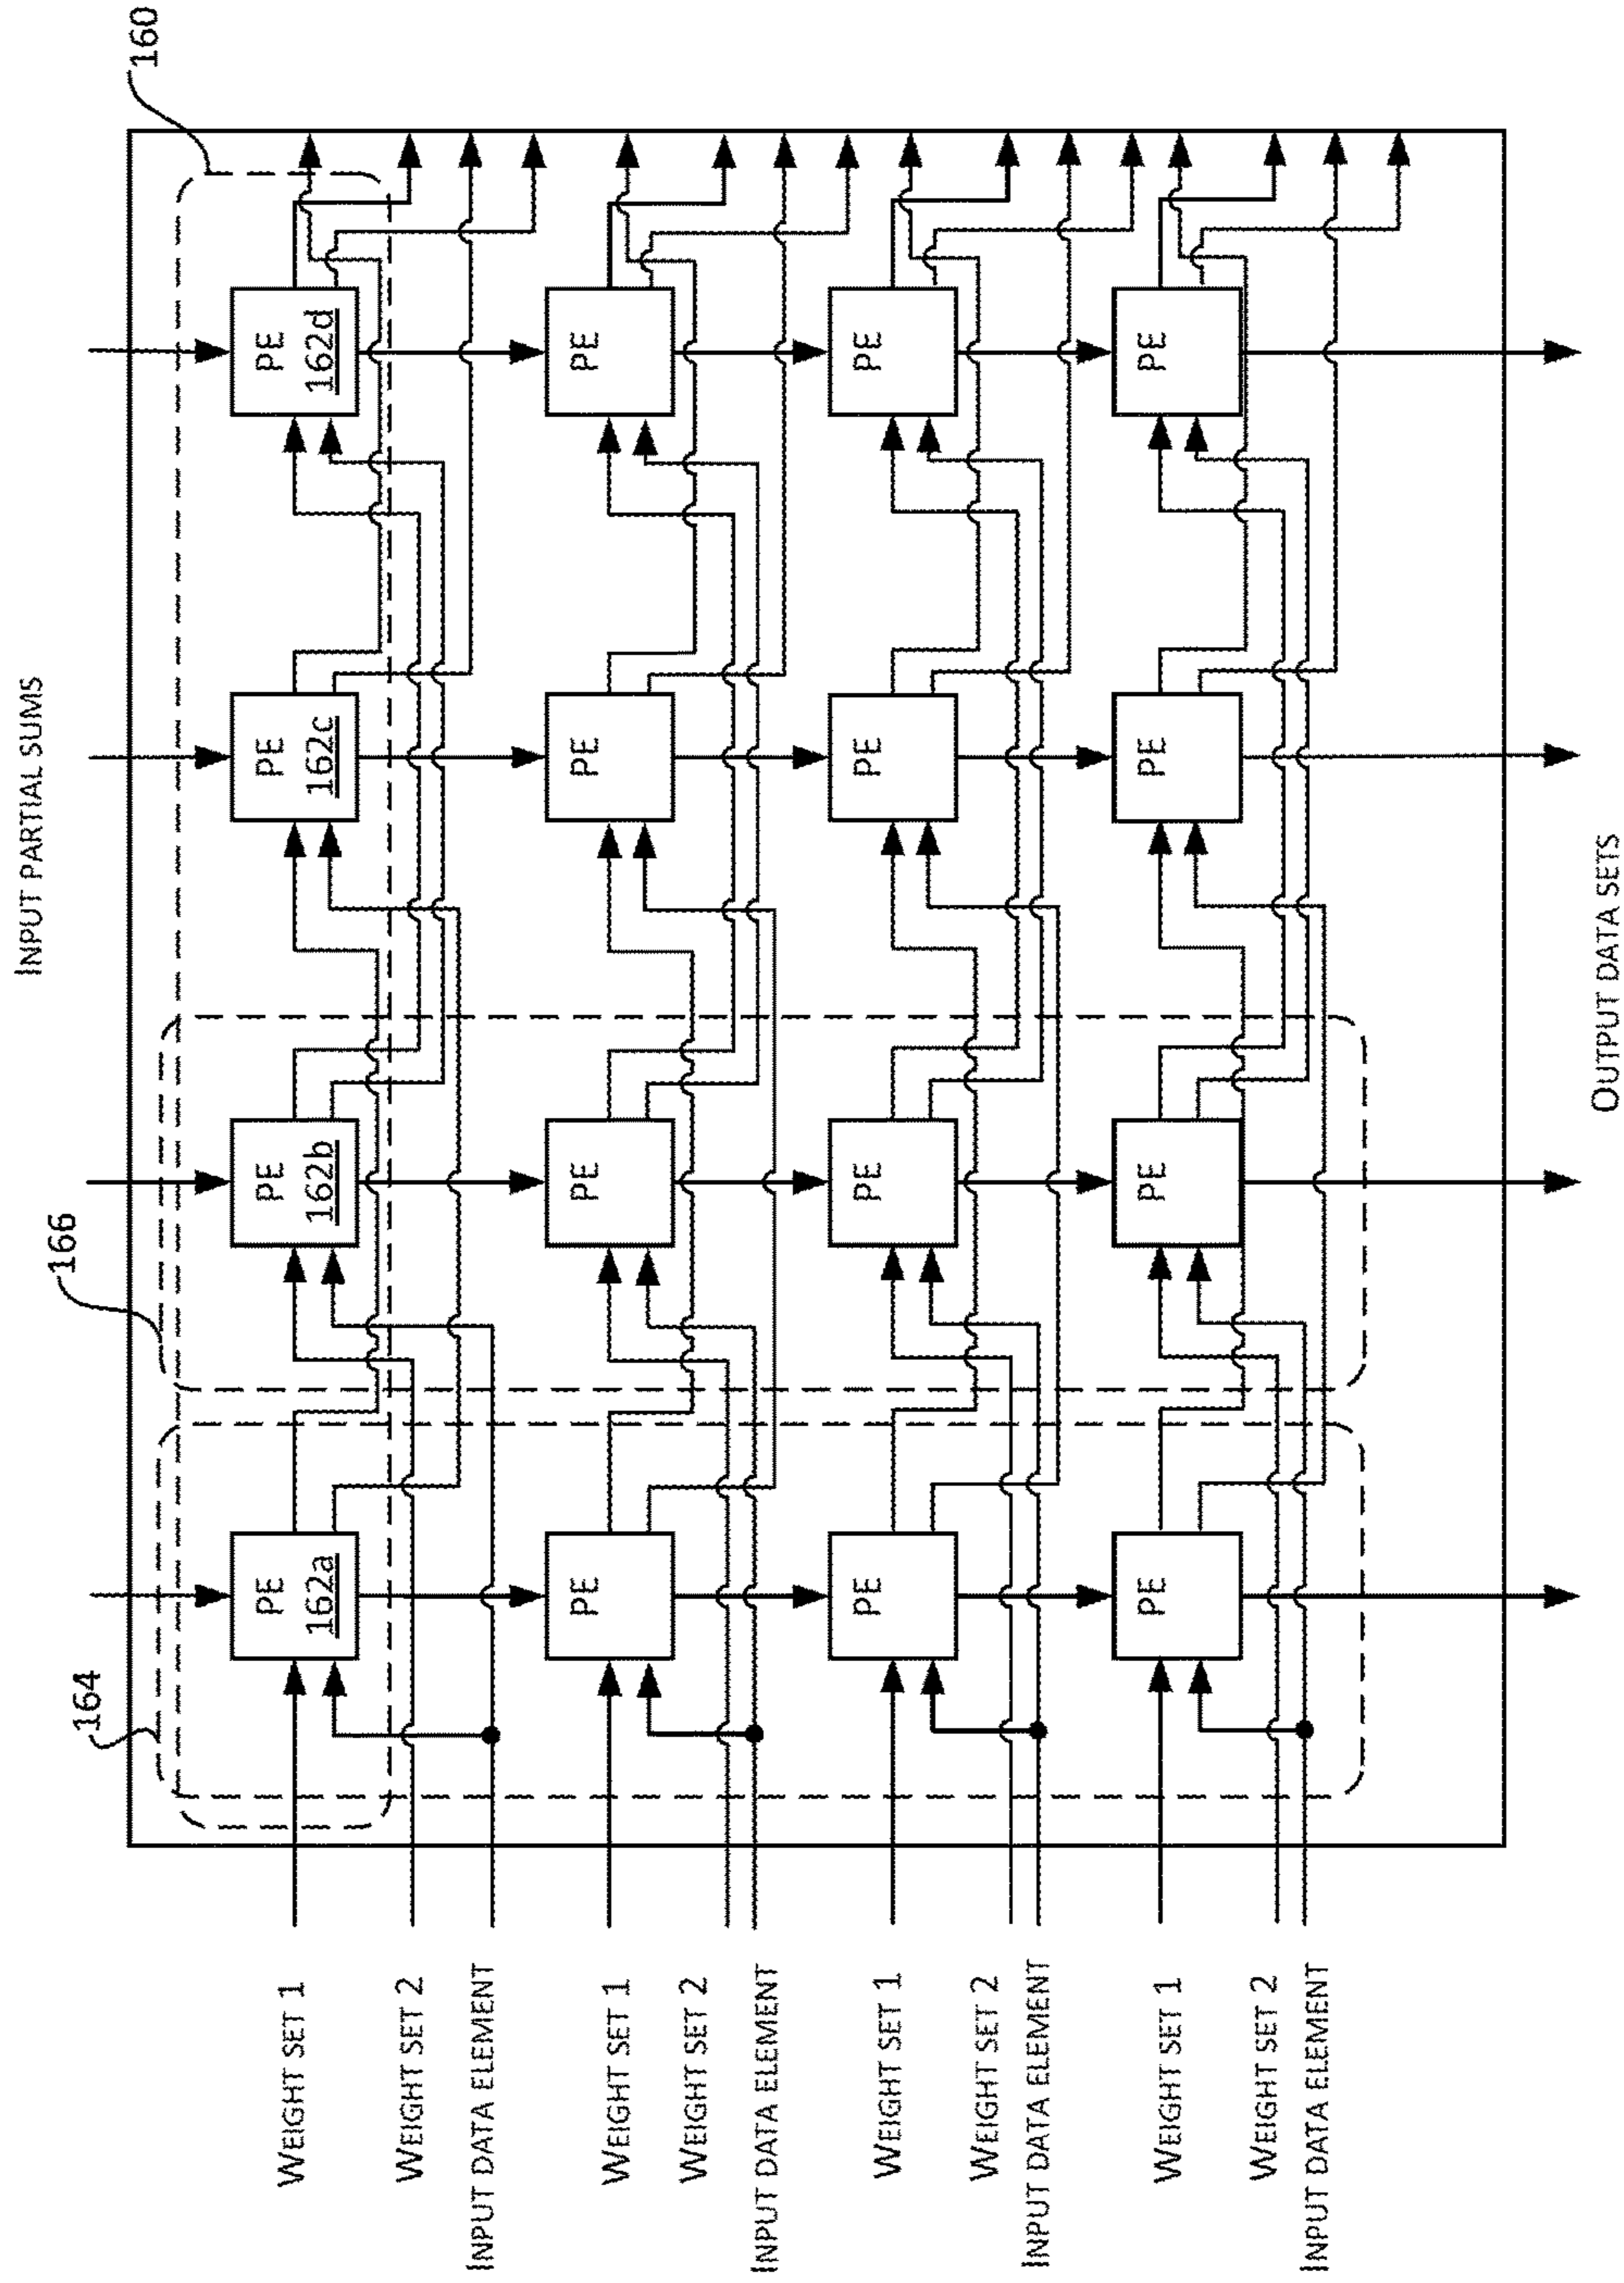 INPUT PARTIAL SUMS
164
166
160
WEIGHT SET 1
PE
162a
PE
162b
PE
162c
PE
162d
WEIGHT SET 2
INPUT DATA ELEMENT
WEIGHT SET 1
PE
PE
PE
PE
WEIGHT SET 2
INPUT DATA ELEMENT
WEIGHT SET 1
PE
PE
PE
PE
WEIGHT SET 2
INPUT DATA ELEMENT
WEIGHT SET 1
PE
PE
PE
PE
WEIGHT SET 2
INPUT DATA ELEMENT
OUTPUT DATA SETS